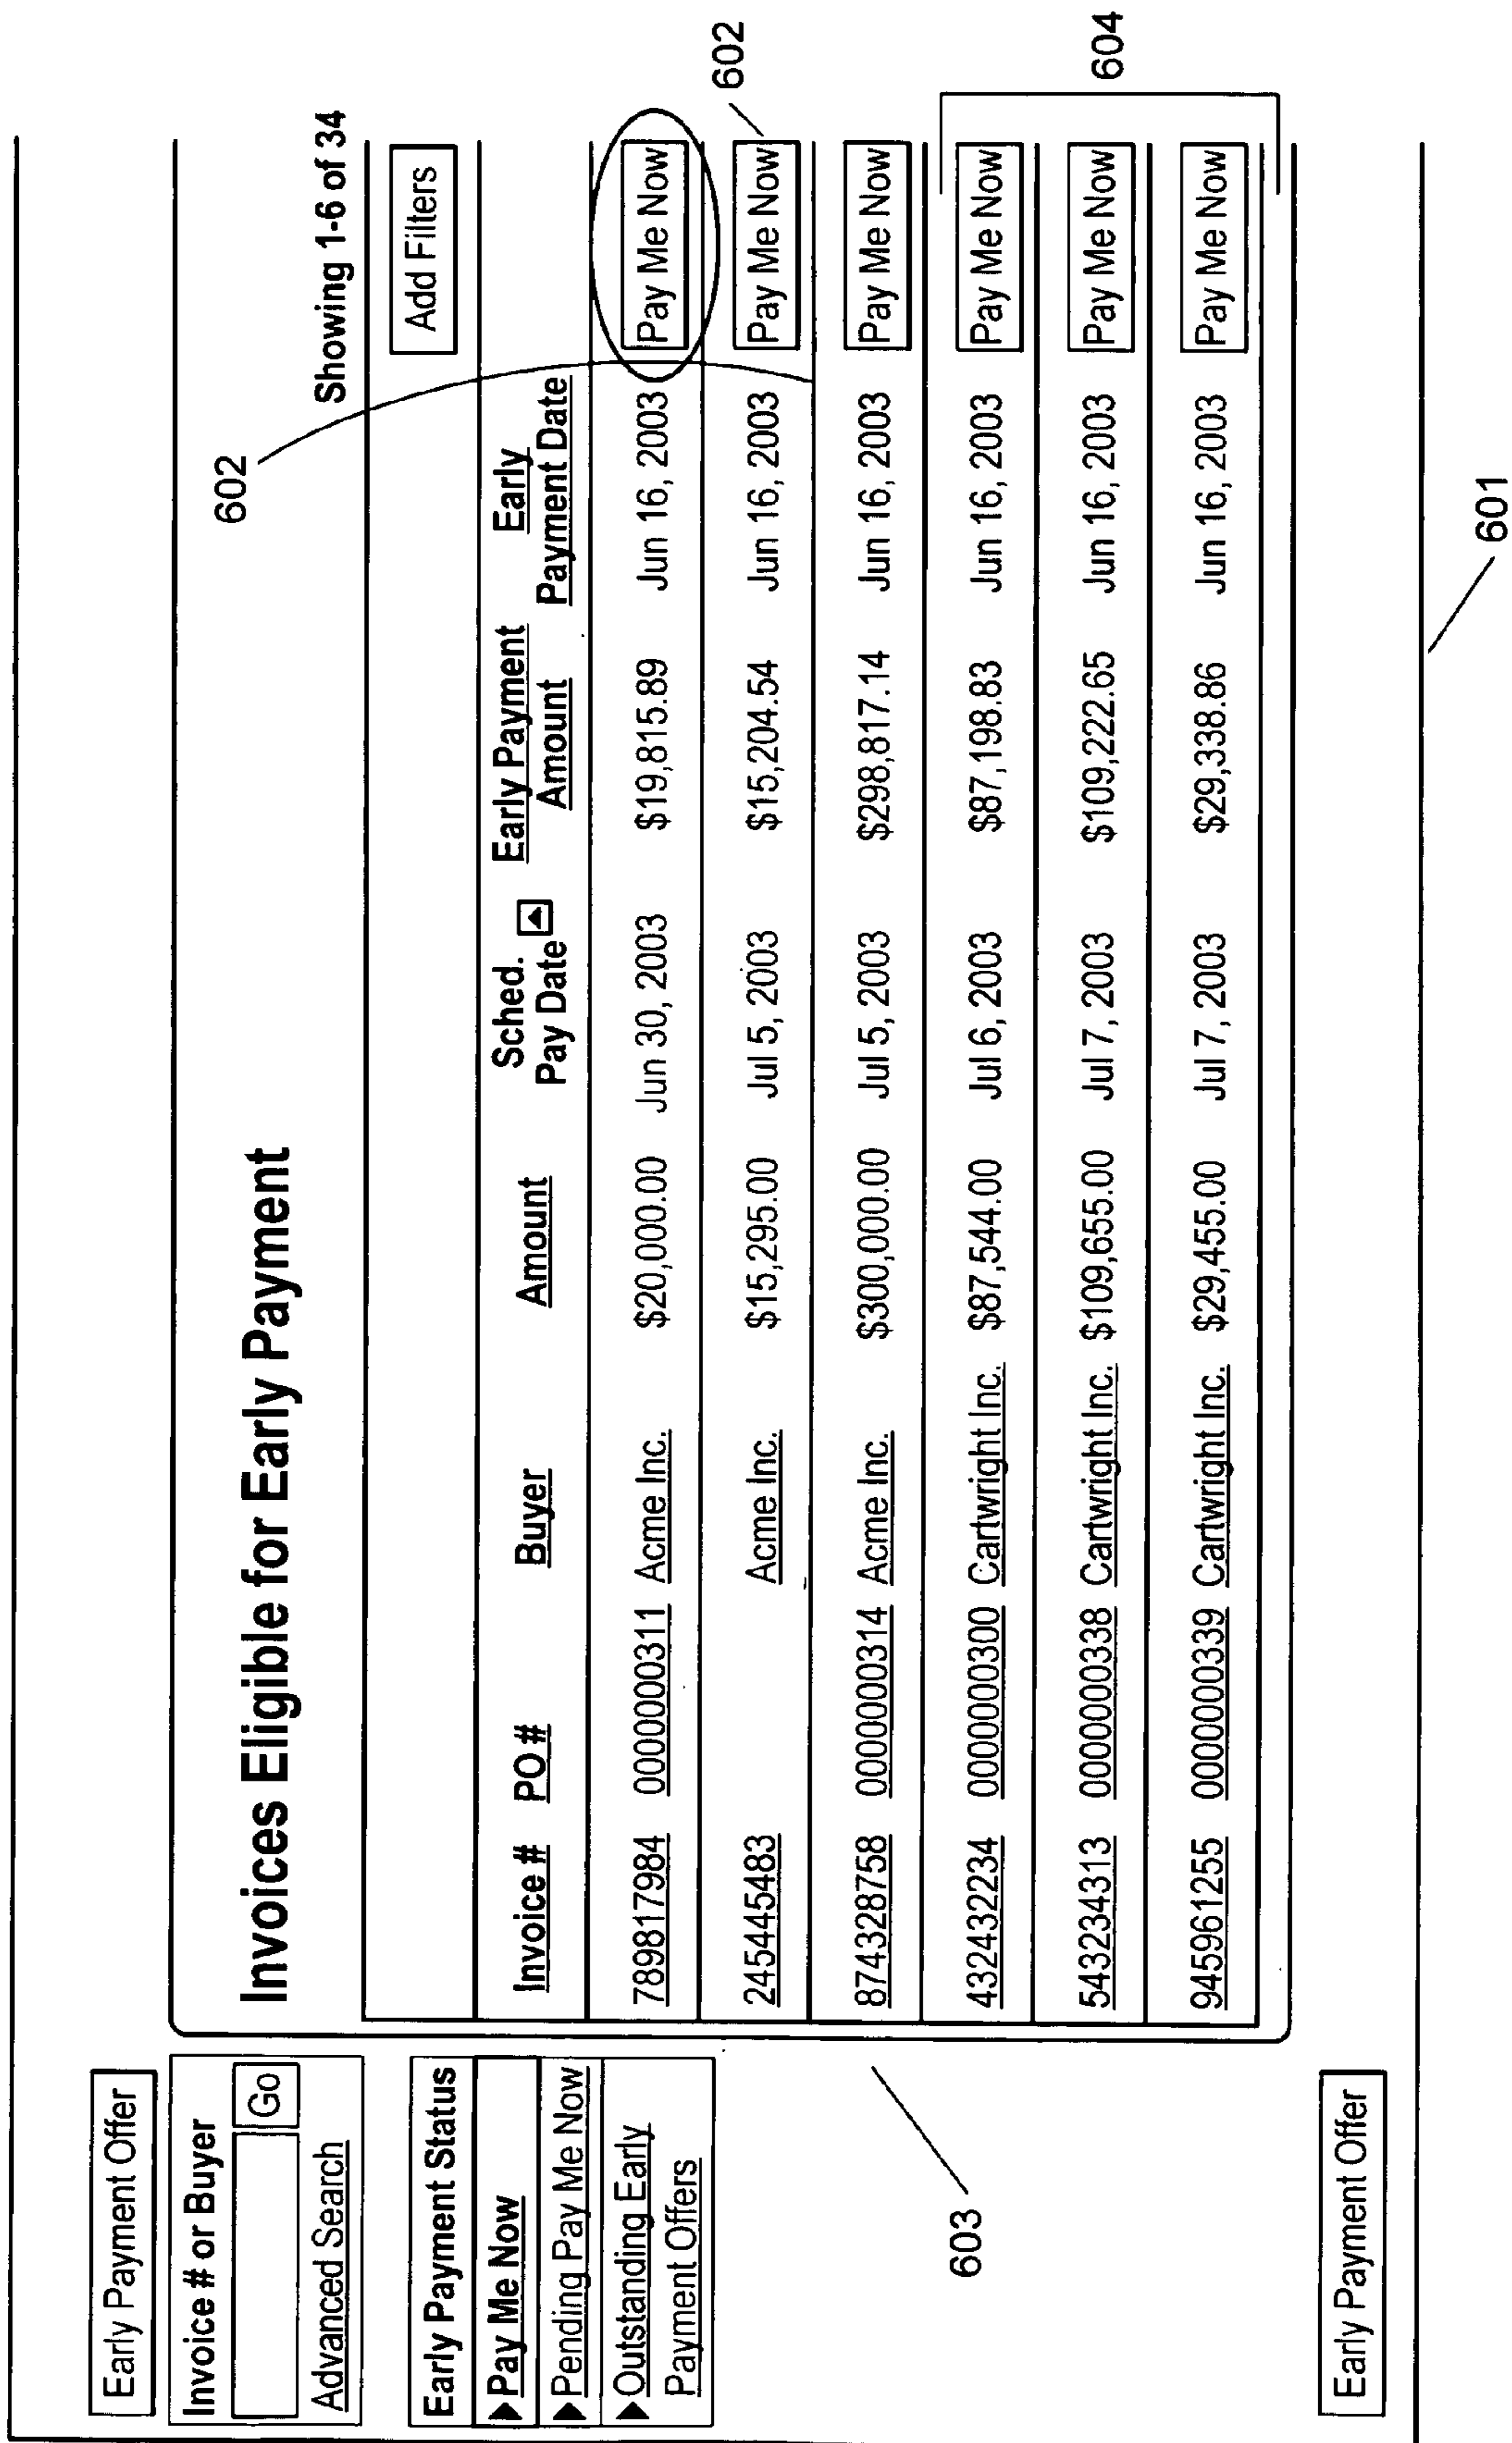 Early Payment Offer
Invoice # or Buyer
Go
Advanced Search
Early Payment Status
▶Pay Me Now
▶Pending Pay Me Now
▶Outstanding Early
Payment Offers
602
Invoices Eligible for Early Payment
Showing 1-6 of 34
Add Filters
Invoice # PO # Buyer Amount Sched. Pay Date Early Payment Amount Early Payment Date
789817984 0000000311 Acme Inc. $20,000.00 Jun 30, 2003 $19,815.89 Jun 16, 2003 Pay Me Now
245445483 Acme Inc. $15,295.00 Jul 5, 2003 $15,204.54 Jun 16, 2003 Pay Me Now
602
874328758 0000000314 Acme Inc. $300,000.00 Jul 5, 2003 $298,817.14 Jun 16, 2003 Pay Me Now
432432234 0000000300 Cartwright Inc. $87,544.00 Jul 6, 2003 $87,198.83 Jun 16, 2003 Pay Me Now
543234313 0000000338 Cartwright Inc. $109,655.00 Jul 7, 2003 $109,222.65 Jun 16, 2003 Pay Me Now
945961255 0000000339 Cartwright Inc. $29,455.00 Jul 7, 2003 $29,338.86 Jun 16, 2003 Pay Me Now
604
603
Early Payment Offer
601